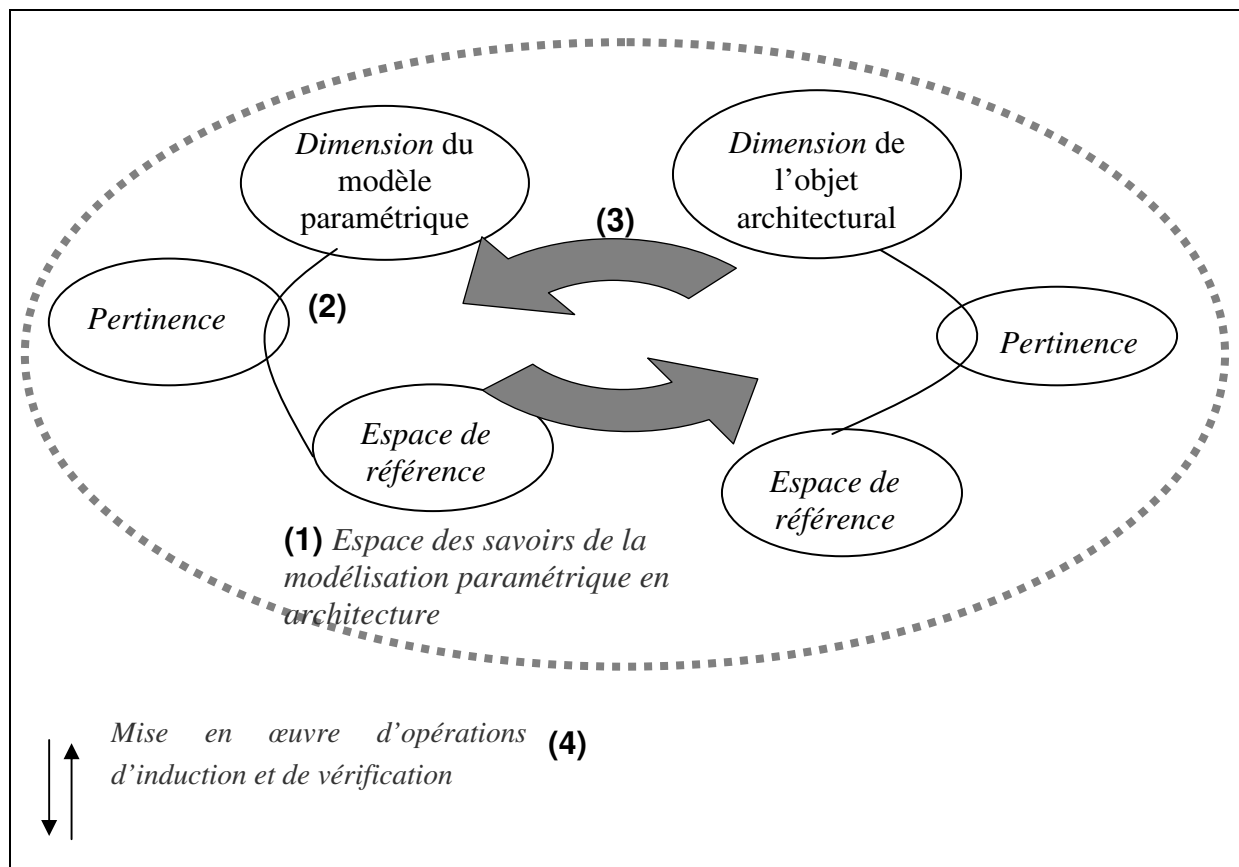 Dimension du
modèle
paramétrique
Dimension de
l’objet
architectural
(3)
Pertinence
(2)
Pertinence
Espace de
référence
Espace de
référence
(1) Espace des savoirs de la
modélisation paramétrique en
architecture
Mise en œuvre d’opérations (4)
d’induction et de vérification